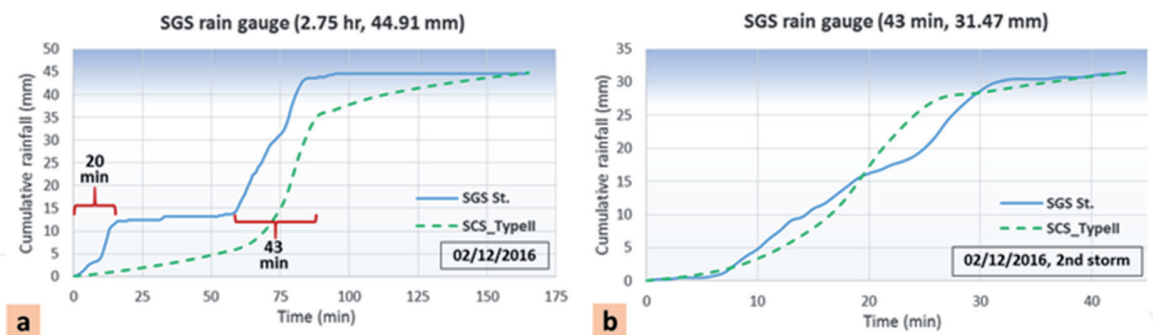 SGS rain gauge (2.75 hr, 44.91 mm)
Cumulative rainfall (mm)
50
45
40
35
30
25
20
15
10
5
0
0 25 50 75 100 125 150 175
Time (min)
20
min
43
min
SGS St.
SCS_TypeII
02/12/2016
a
SGS rain gauge (43 min, 31.47 mm)
Cumulative rainfall (mm)
35
30
25
20
15
10
5
0
0 10 20 30 40
Time (min)
SGS St.
SCS_TypeII
02/12/2016, 2nd storm
b